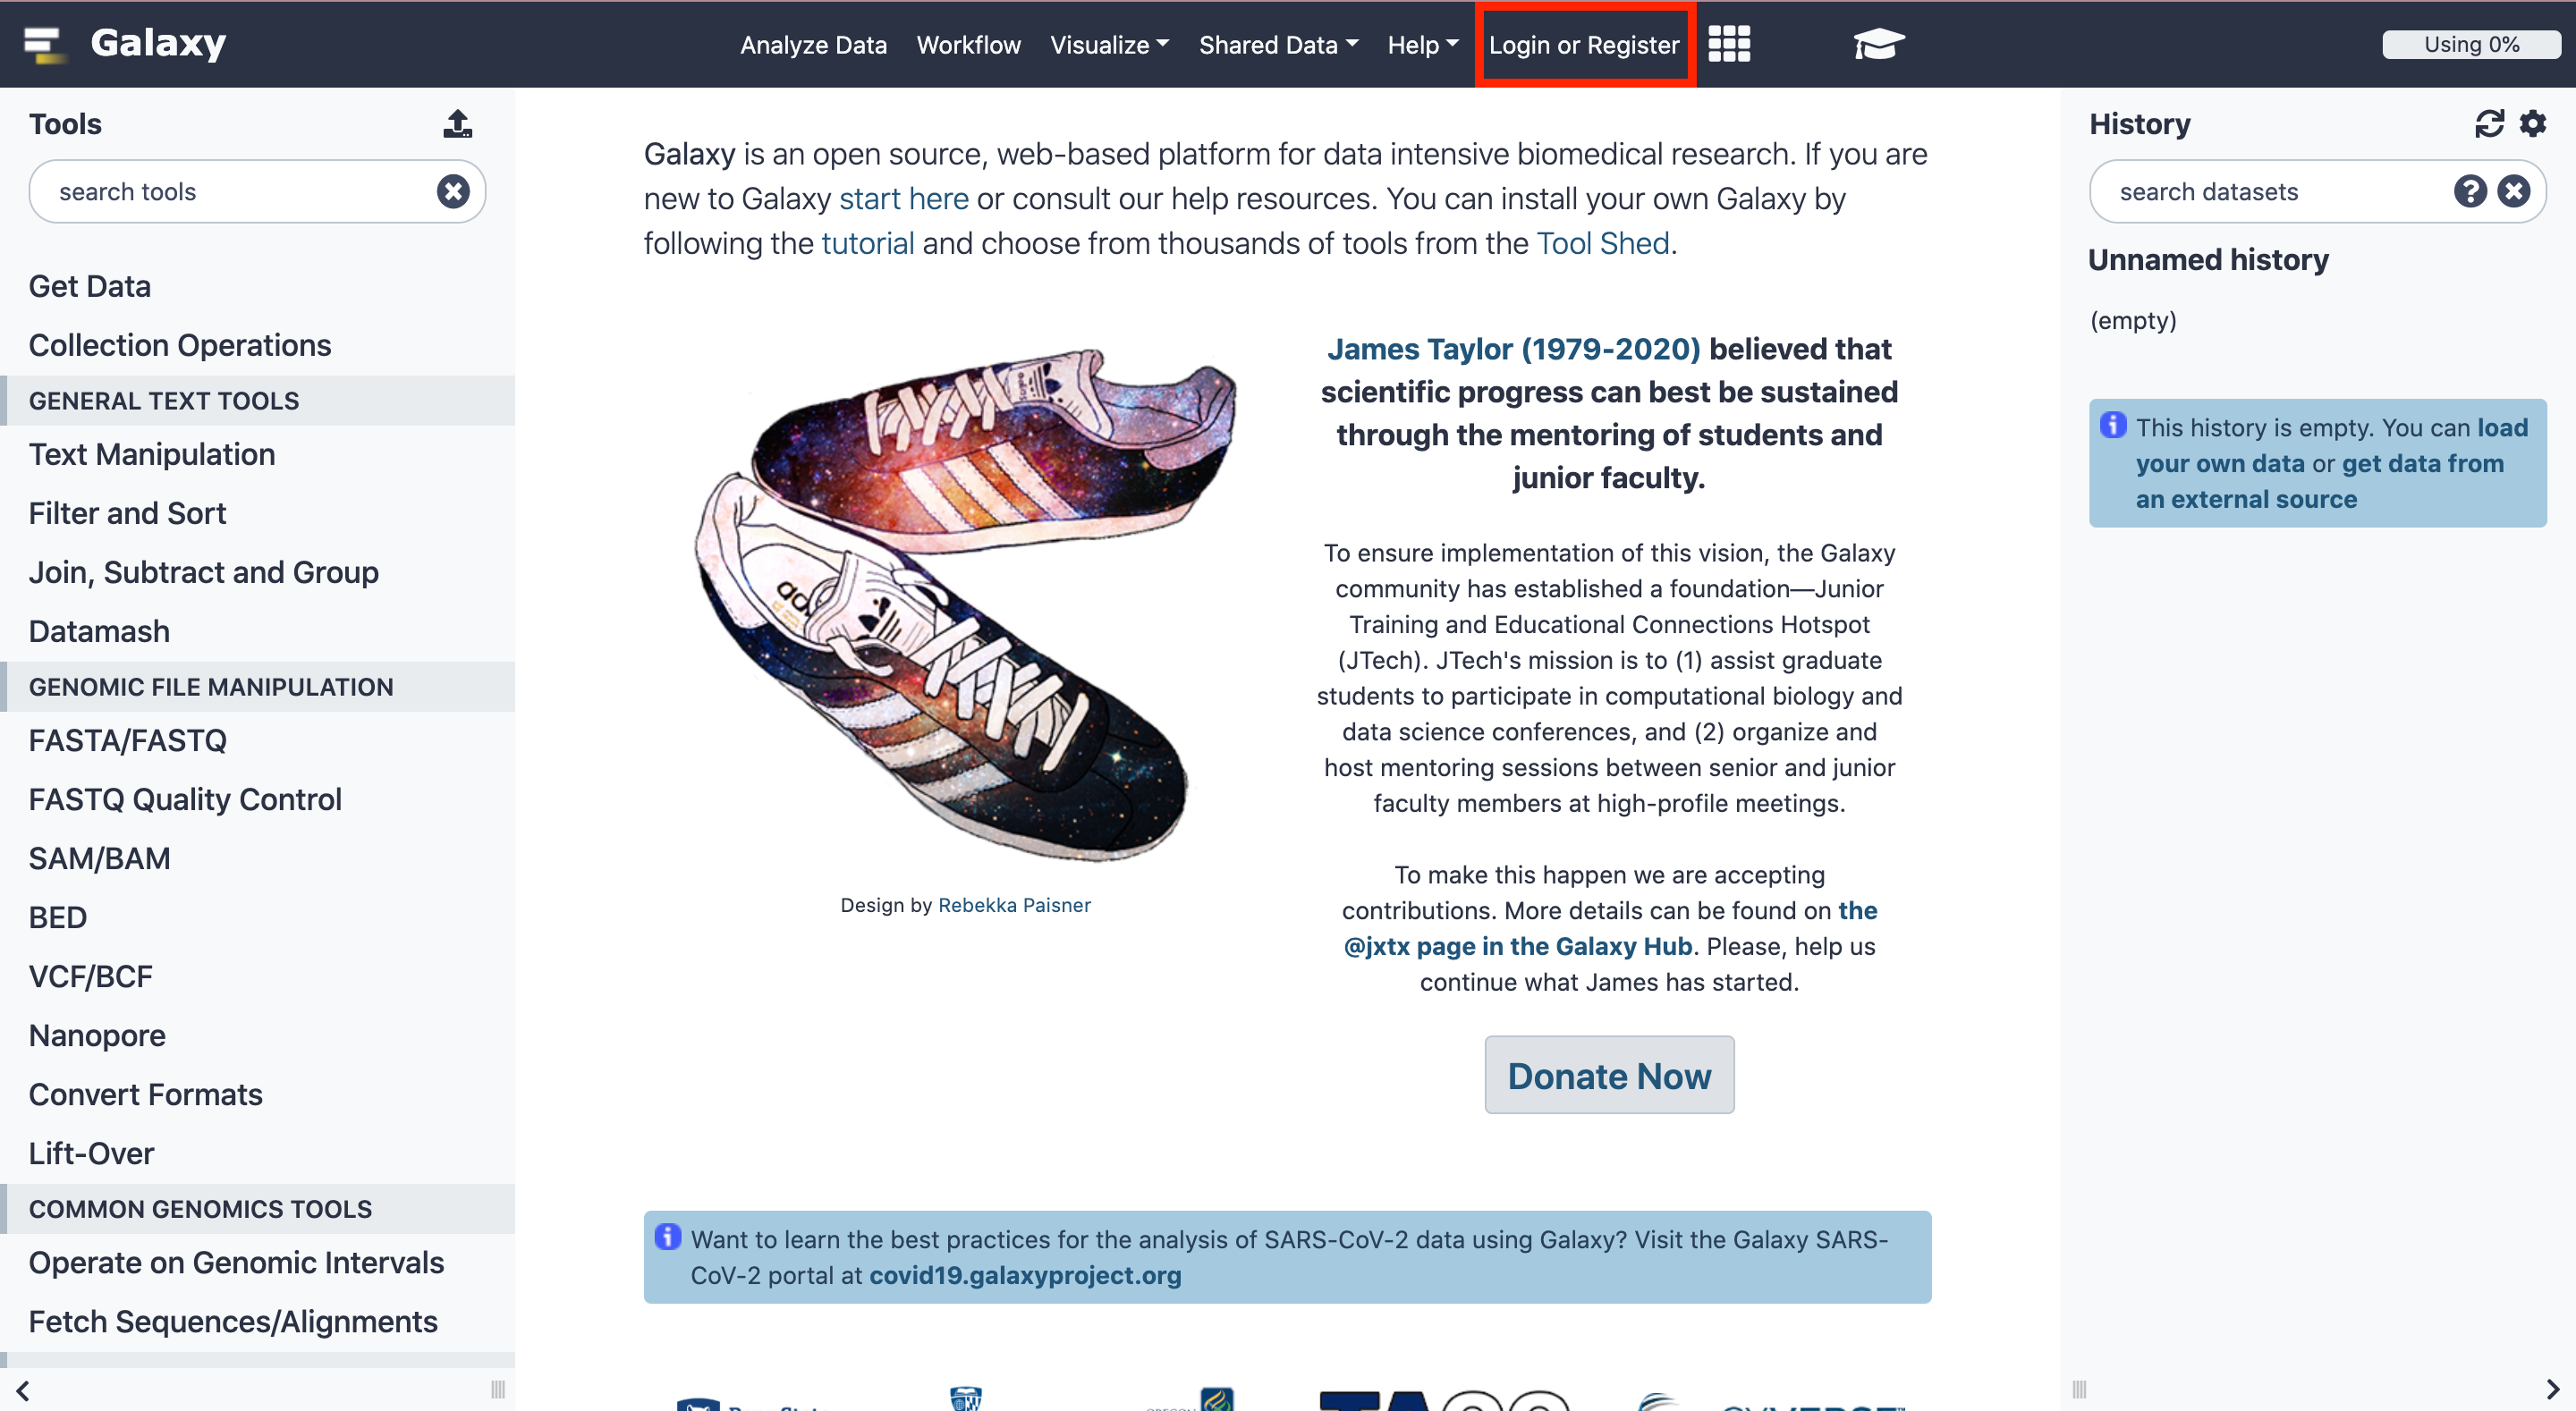 Galaxy
Analyze Data
Workflow
Visualize
Shared Data
Help
Login or Register
Using 0%
Tools
search tools
Get Data
Collection Operations
GENERAL TEXT TOOLS
Text Manipulation
Filter and Sort
Join, Subtract and Group
Datamash
GENOMIC FILE MANIPULATION
FASTA/FASTQ
FASTQ Quality Control
SAM/BAM
BED
VCF/BCF
Nanopore
Convert Formats
Lift-Over
COMMON GENOMICS TOOLS
Operate on Genomic Intervals
Fetch Sequences/Alignments
Galaxy is an open source, web-based platform for data intensive biomedical research. If you are
new to Galaxy start here or consult our help resources. You can install your own Galaxy by
following the tutorial and choose from thousands of tools from the Tool Shed.
Design by Rebekka Paisner
James Taylor (1979-2020) believed that
scientific progress can best be sustained
through the mentoring of students and
junior faculty.
To ensure implementation of this vision, the Galaxy
community has established a foundation—Junior
Training and Educational Connections Hotspot
(JTech). JTech's mission is to (1) assist graduate
students to participate in computational biology and
data science conferences, and (2) organize and
host mentoring sessions between senior and junior
faculty members at high-profile meetings.
To make this happen we are accepting
contributions. More details can be found on the
@jxtx page in the Galaxy Hub. Please, help us
continue what James has started.
Donate Now
Want to learn the best practices for the analysis of SARS-CoV-2 data using Galaxy? Visit the Galaxy SARS-
CoV-2 portal at covid19.galaxyproject.org
History
search datasets
Unnamed history
(empty)
This history is empty. You can load
your own data or get data from
an external source